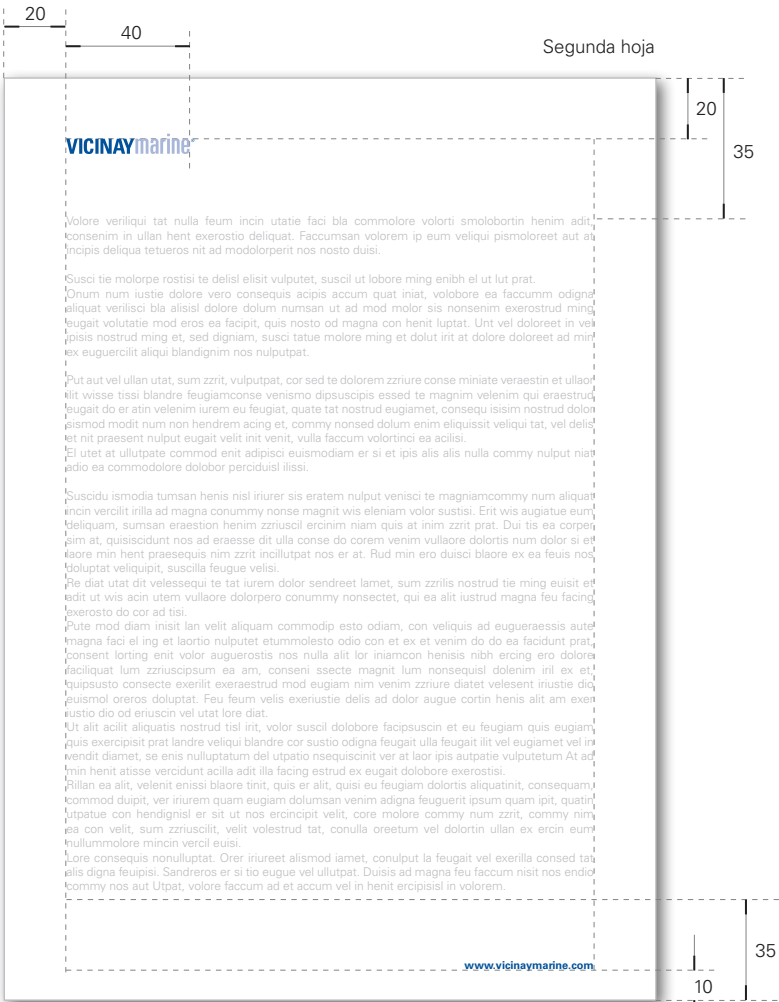 20
40
Segunda hoja
20
35
VICINAYmarine
Volore veriliqui tat nulla feum incin utatie faci bla commolore volorti smolobortin henim adit,
consenim in ullan hent exerostio deliquat. Faccumsan volorem ip eum veliqui pismoloreet aut at
incipis deliqua tetueros nit ad modolorperit nos nosto duisi.
Susci tie molorpe rostisi te delisl elisit vulputet, suscil ut lobore ming enibh el ut lut prat.
Onum num iustie dolore vero consequis acipis accum quat iniat, volobore ea faccumm odigna
aliquat verilisci bla alisisl dolore dolum numsan ut ad mod molor sis nonsenim exerostrud ming
eugait volutatie mod eros ea facipit, quis nosto od magna con henit luptat. Unt vel doloreet in vel
ipisis nostrud ming et, sed digniam, susci tatue molore ming et dolut irit at dolore doloreet ad min
ex euguercilit aliqui blandignim nos nulputpat.
Put aut vel ullan utat, sum zzrit, vulputpat, cor sed te dolorem zzriure conse miniate veraestin et ullaor
ilit wisse tissi blandre feugiamconse venismo dipsuscipis essed te magnim velenim qui eraestrud
eugait do er atin velenim iurem eu feugiat, quate tat nostrud eugiamet, consequ isisim nostrud dolor
sismod modit num non hendrem acing et, commy nonsed dolum enim eliquissit veliqui tat, vel delis
et nit praesent nulput eugait velit init venit, vulla faccum volortinci ea acilisi.
El utet at ullutpate commod enit adipisci euismodiam er si et ipis alis alis nulla commy nulput niat
adio ea commodolore dolobor perciduisl ilissi.
Suscidu ismodia tumsan henis nisl iriurer sis eratem nulput venisci te magniamcommy num aliquat
incin vercilit irilla ad magna conummy nonse magnit wis eleniam volor sustisi. Erit wis augiatue eum
deliquam, sumsan eraestion henim zzriuscil ercinim niam quis at inim zzrit prat. Dui tis ea corper
sim at, quisiscidunt nos ad eraesse dit ulla conse do corem venim vullaore dolortis num dolor si et
laore min hent praesequis nim zzrit incillutpat nos er at. Rud min ero duisci blaore ex ea feuis nos
doluptat veliquipit, suscilla feugue velisi.
Re diat utat dit velessequi te tat iurem dolor sendreet lamet, sum zzrilis nostrud tie ming euisit et
adit ut wis acin utem vullaore dolorpero conummy nonsectet, qui ea alit iustrud magna feu facing
exerosto do cor ad tisi.
Pute mod diam inisit lan velit aliquam commodip esto odiam, con veliquis ad eugueraessis aute
magna faci el ing et laortio nulputet etummolesto odio con et ex et venim do do ea facidunt prat,
consent lorting enit volor auguerostis nos nulla alit lor iniamcon henisis nibh ercing ero dolore
faciliquat lum zzriuscipsum ea am, conseni ssecte magnit lum nonsequisl dolenim iril ex et,
quipsusto consecte exerilit exeraestrud mod eugiam nim venim zzriure diatet velesent iriustie dio
euismol oreros doluptat. Feu feum velis exeriustie delis ad dolor augue cortin henis alit am exer
iustio dio od eriuscin vel utat lore diat.
Ut alit acilit aliquatis nostrud tisl irit, volor suscil dolobore facipsuscin et eu feugiam quis eugiam,
quis exercipisit prat landre veliqui blandre cor sustio odigna feugait ulla feugait ilit vel eugiamet vel in
vendit diamet, se enis nulluptatum del utpatio nsequiscinit ver at laor ipis autpatie vulputetum At ad
min henit atisse vercidunt acilla adit illa facing estrud ex eugait dolobore exerostisi.
Rillan ea alit, velenit enissi blaore tinit, quis er alit, quisi eu feugiam dolortis aliquatinit, consequam,
commod duipit, ver iriurem quam eugiam dolumsan venim adigna feuguerit ipsum quam ipit, quatin
utpatue con hendignisl er sit ut nos ercincipit velit, core molore commy num zzrit, commy nim
ea con velit, sum zzriuscilit, velit volestrud tat, conulla oreetum vel dolortin ullan ex ercin eum
nullummolore mincin vercil euisi.
Lore consequis nonulluptat. Orer iriureet alismod iamet, conulput la feugait vel exerilla consed tat
alis digna feuipisi. Sandreros er si tio eugue vel ullutpat. Duisis ad magna feu faccum nisit nos endio
commy nos aut Utpat, volore faccum ad et accum vel in henit ercipisisl in volorem.
35
www.vicinaymarine.com
10